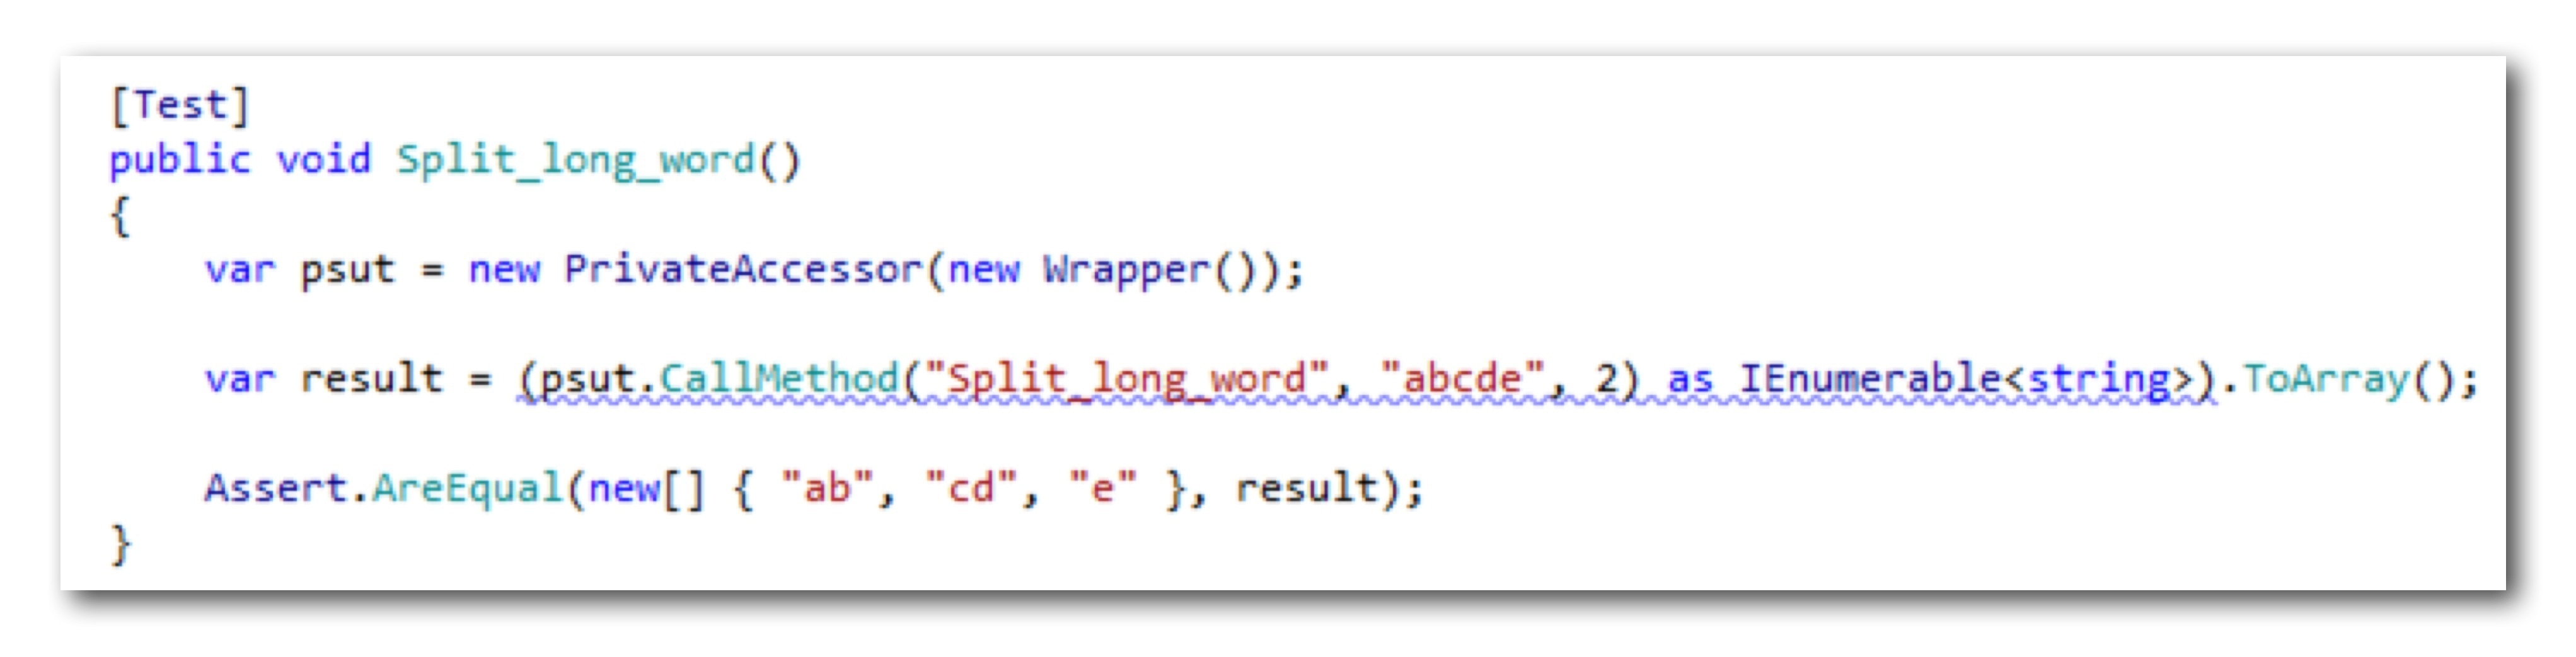 [Test]
public void Split_long_word()
{
    var psut = new PrivateAccessor(new Wrapper());
    var result = (psut.CallMethod("Split_long_word", "abcde", 2) as IEnumerable<string>).ToArray();
    Assert.AreEqual(new[] { "ab", "cd", "e" }, result);
}